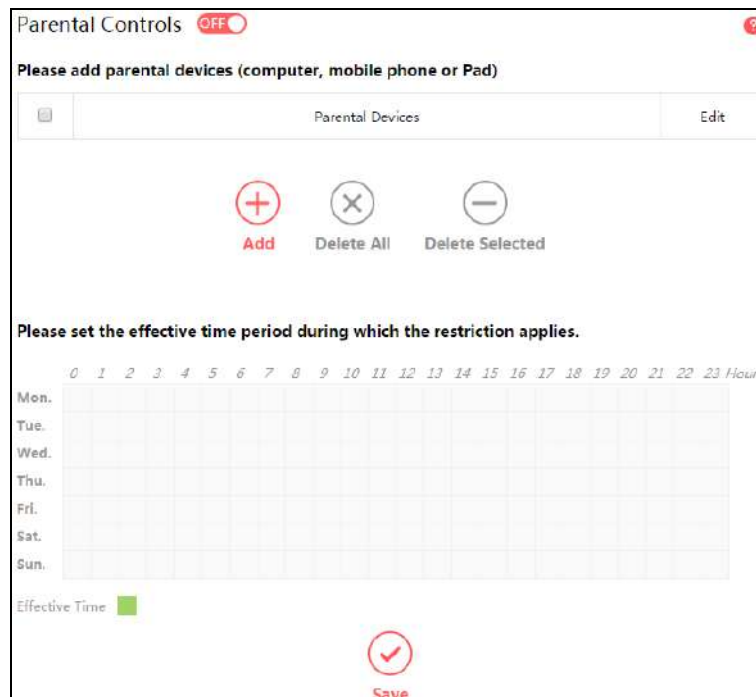 Parental Controls OFF ?
Please add parental devices (computer, mobile phone or Pad)
Parental Devices Edit
Add Delete All Delete Selected
Please set the effective time period during which the restriction applies.
0 1 2 3 4 5 6 7 8 9 10 11 12 13 14 15 16 17 18 19 20 21 22 23 Hour
Mon.
Tue.
Wed.
Thu.
Fri.
Sat.
Sun.
Effective Time
Save